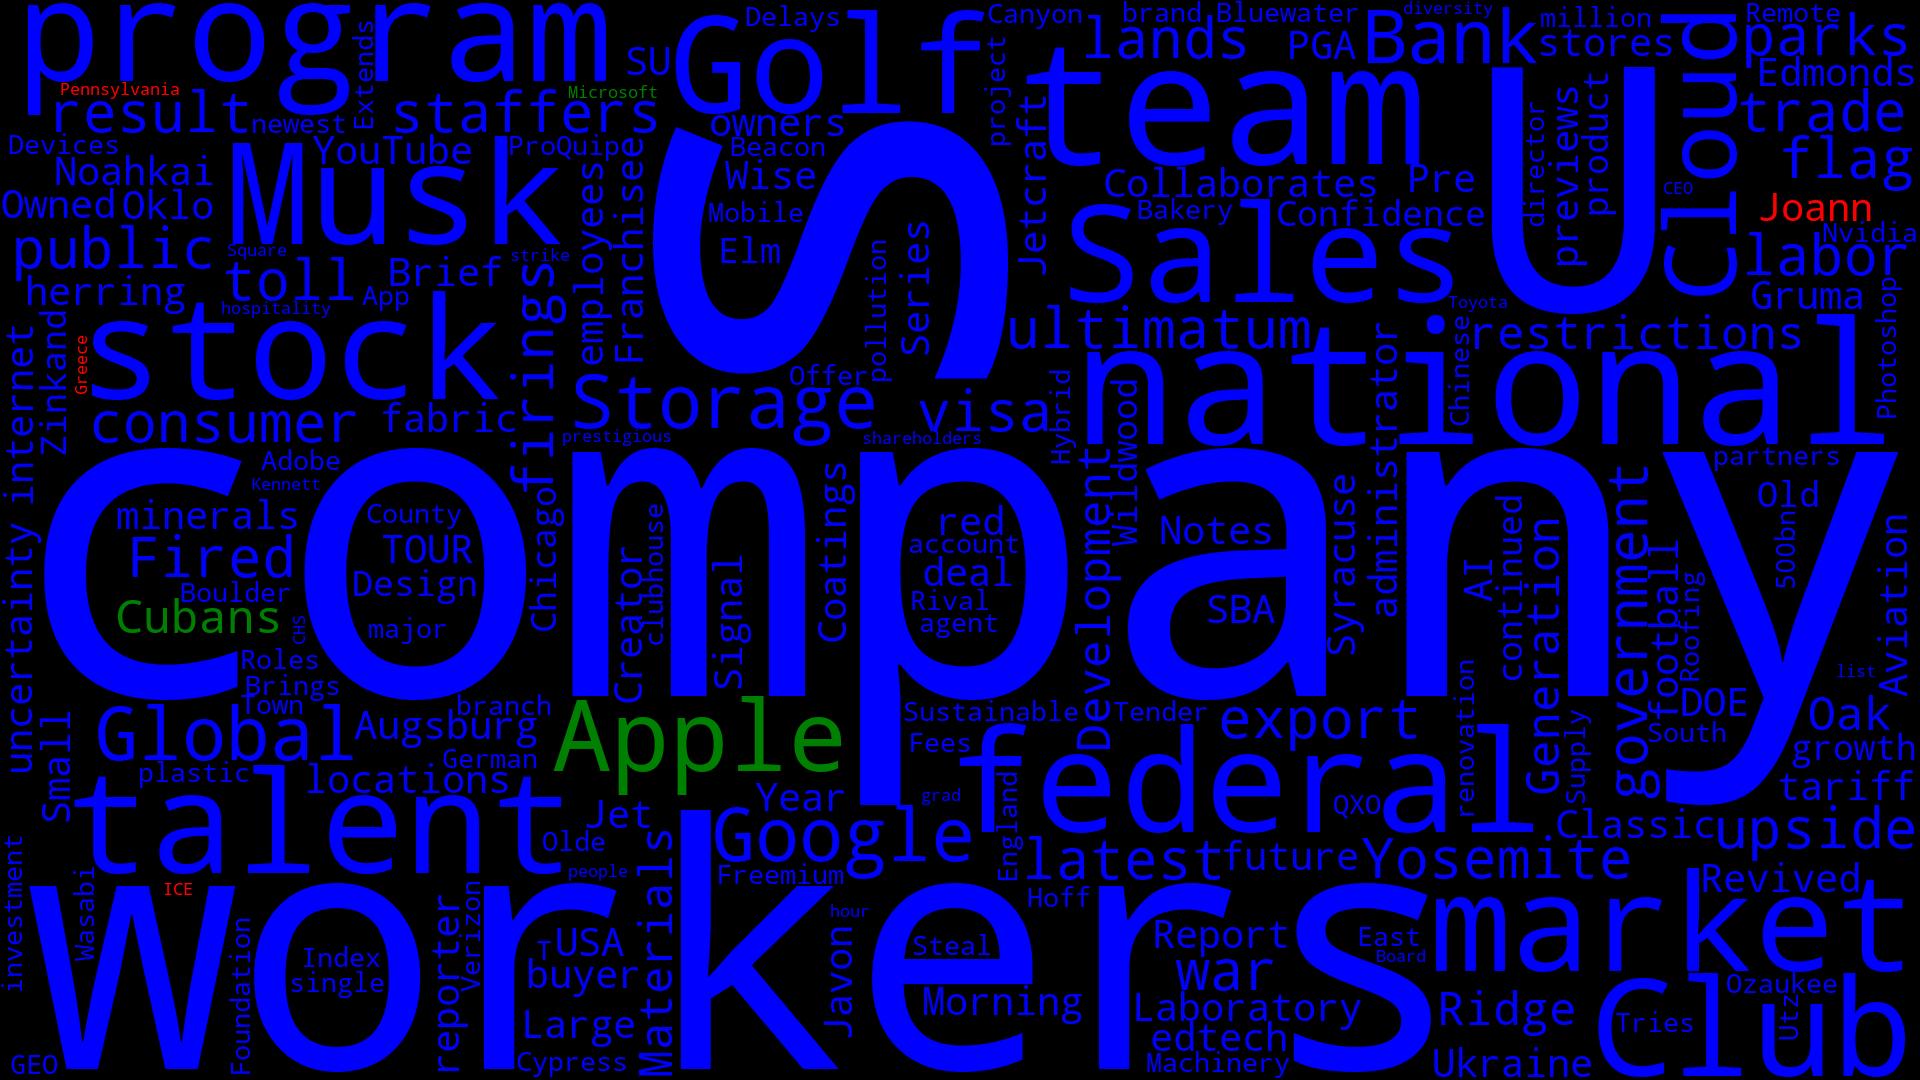 program
Extends
SU
Golf
Delays
Canyon
brand
Bluewater
diversity
million
Remote
lands
PGA
Bank
stores
Cloud
parks
Edmonds
Pennsylvania
result
newest
staffers
Microsoft
owners
project
team
U
director
previews
product
trade
flag
Devices
Noahkai
Musk
YouTube
ProQuipe
employees
Franchisee
S
Beacon
Wise
Mobile
Elm
pollution
Series
Jetcraft
Collaborates
Pre
Bakery
Confidence
CEO
Joann
Nvidia
Owned
Oklo
public
Square
toll
Brief
strike
firings
Sales
labor
herring
App
hospitality
Gruma
Toyota
Photoshop
uncertainty
internet
Zinkand
Greece
stock
ultimatum
national
Chinese
restrictions
administrator
consumer
fabric
Storage
Offer
visa
Hybrid
Wildwood
prestigious
shareholders
company
Adobe
Kennett
minerals
Fired
Boulder
Cubans
CHS
County
TOUR
Design
major
Chicago
Creator
clubhouse
Signal
Coatings
red
account
deal
Rival
agent
Development
Notes
SBA
Syracuse
AI
continued
Generation
government
football
Roofing
partners
Old
500bn
Aviation
list
Roles
Brings
Town
branch
Global
Augsburg
German
Apple
Sustainable
Tender
Fees
export
renovation
Supply
DOE
South
Oak
growth
Small
plastic
locations
talent
Jet
Year
grad
federal
England
QXO
tariff
Olde
people
Google
Freemium
latest
future
Yosemite
Classic
upside
investment
Wasabi
ICE
workers
Foundation
Index
single
reporter
Verizon
T
USA
buyer
Large
Cypress
Materials
hour
Javon
Steal
Morning
Hoff
Report
war
Laboratory
edtech
Machinery
East
Board
market
Revived
Ridge
Ukraine
Club
Ozaukee
Tries
Utz
GEO